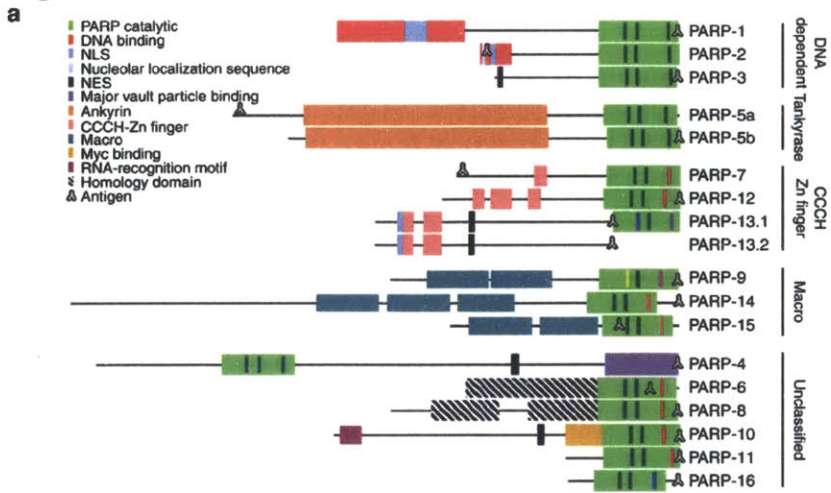 a
PARP catalytic
DNA binding
NLS
Nucleolar localization sequence
NES
Major vault particle binding
Ankyrin
CCCH-Zn finger
Macro
Myc binding
RNA-recognition motif
Homology domain
Antigen
PARP-1
PARP-2
PARP-3
DNA
dependent
PARP-5a
PARP-5b
Tankyrase
PARP-7
PARP-12
PARP-13.1
PARP-13.2
CCCH
Zn finger
PARP-9
PARP-14
PARP-15
Macro
PARP-4
PARP-6
PARP-8
PARP-10
PARP-11
PARP-16
Unclassified